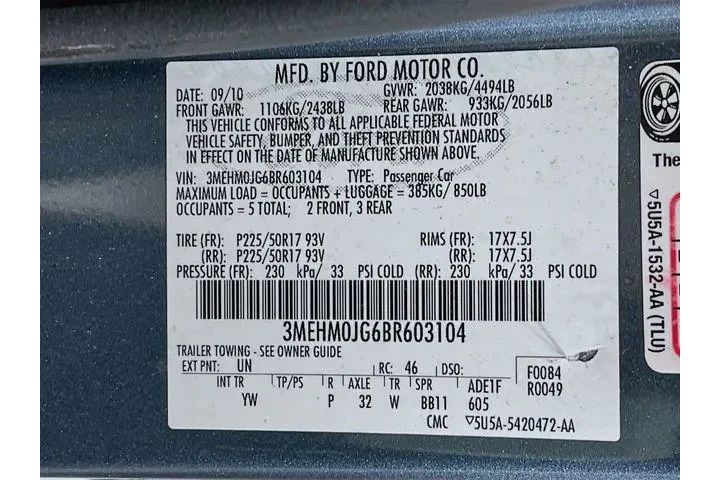 MFD. BY FORD MOTOR CO.
DATE: 09/10 GVWR: 2038KG/4494LB
FRONT GAWR: 1106KG/2438LB REAR GAWR: 933KG/2056LB
THIS VEHICLE CONFORMS TO ALL APPLICABLE FEDERAL MOTOR
VEHICLE SAFETY, BUMPER, AND THEFT PREVENTION STANDARDS
IN EFFECT ON THE DATE OF MANUFACTURE SHOWN ABOVE.
VIN: 3MEHM0JG6BR603104 TYPE: Passenger Car
MAXIMUM LOAD = OCCUPANTS + LUGGAGE = 385KG/ 850LB
OCCUPANTS = 5 TOTAL; 2 FRONT, 3 REAR
TIRE (FR): P225/50R17 93V RIMS (FR): 17X7.5J
(RR): P225/50R17 93V (RR): 17X7.5J
PRESSURE (FR): 230 kPa/ 33 PSI COLD (RR): 230 kPa/ 33 PSI COLD
3MEHM0JG6BR603104
TRAILER TOWING - SEE OWNER GUIDE
EXT PNT: UN RC: 46 DSO: F0084
R0049
INT TR TP/PS R AXLE TR SPR ADE1F
YW P 32 W BB11 605
CMC ▽5U5A-5420472-AA
The
▽5U5A-1532-AA (TLU)